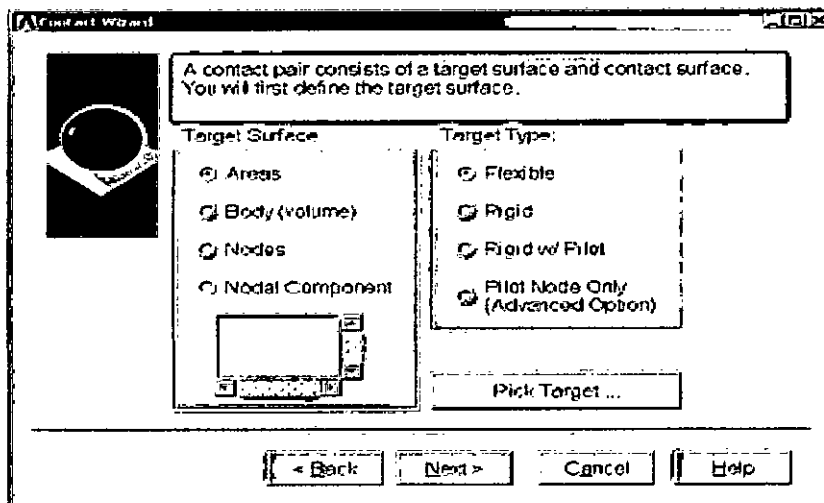 Contact Wizard
A contact pair consists of a target surface and contact surface.
You will first define the target surface.
Target Surface
Areas
Body (volume)
Nodes
Nodal Component
Target Type:
Flexible
Rigid
Rigid w/ Pilot
Pilot Node Only
(Advanced Option)
Pick Target ...
< Back
Next >
Cancel
Help